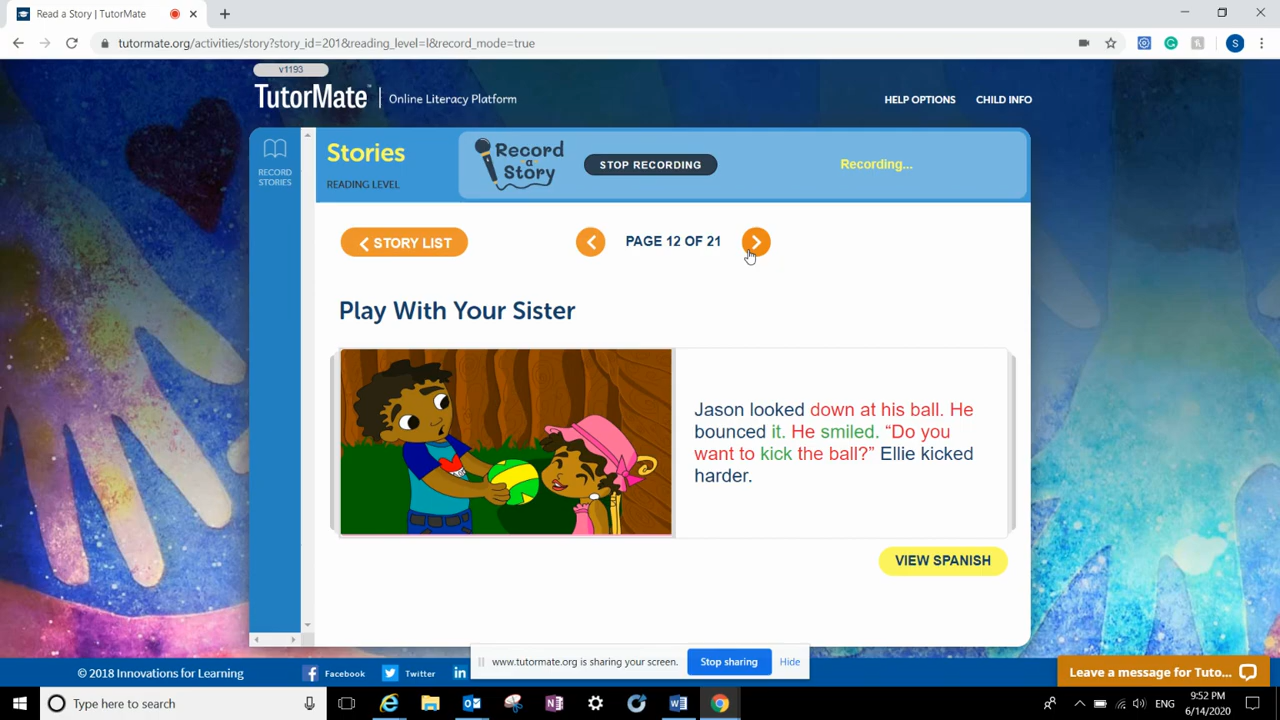 Read a Story | TutorMate
tutormate.org/activities/story?story_id=201&reading_level=I&record_mode=true
S
v1193
TutorMate | Online Literacy Platform
HELP OPTIONS CHILD INFO
RECORD
STORIES
Stories
READING LEVEL
Record
a
Story
STOP RECORDING
Recording...
STORY LIST
PAGE 12 OF 21
Play With Your Sister
Jason looked down at his ball. He
bounced it. He smiled. “Do you
want to kick the ball?” Ellie kicked
harder.
VIEW SPANISH
www.tutormate.org is sharing your screen. Stop sharing Hide
© 2018 Innovations for Learning
Facebook Twitter in
Leave a message for Tuto...
Type here to search
ENG
9:52 PM
6/14/2020